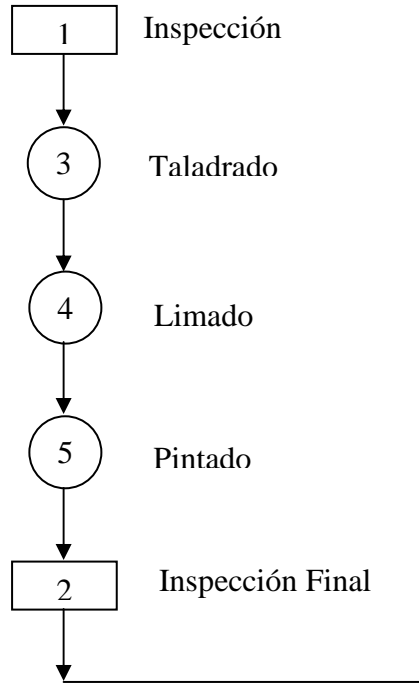 1 Inspección
3 Taladrado
4 Limado
5 Pintado
2 Inspección Final